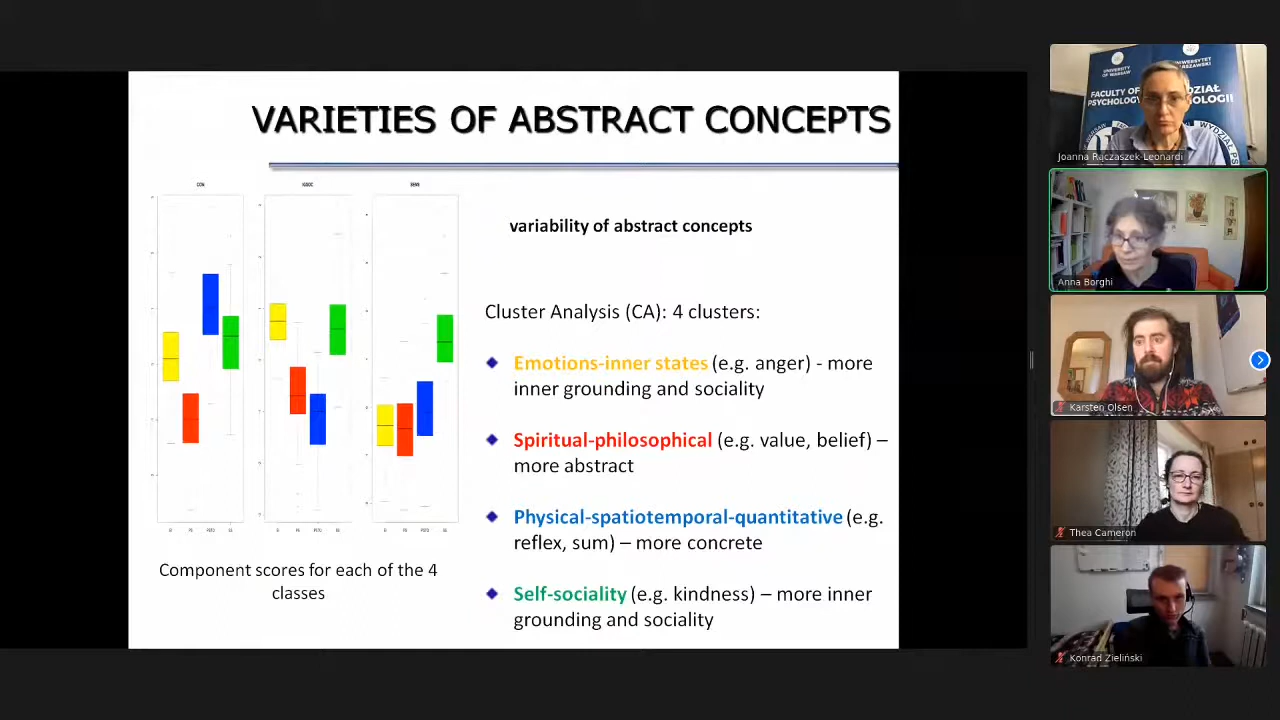 VARIETIES OF ABSTRACT CONCEPTS
variability of abstract concepts
Cluster Analysis (CA): 4 clusters:
Emotions-inner states (e.g. anger) - more
inner grounding and sociality
Spiritual-philosophical (e.g. value, belief) –
more abstract
Physical-spatiotemporal-quantitative (e.g.
reflex, sum) – more concrete
Self-sociality (e.g. kindness) – more inner
grounding and sociality
Component scores for each of the 4
classes
UNIVERSITY
OF WARSAW
FACULTY OF
PSYCHOLOGY
Joanna Rączaszek-Leonardi
Anna Borghi
Karsten Olsen
Thea Cameron
Konrad Zieliński